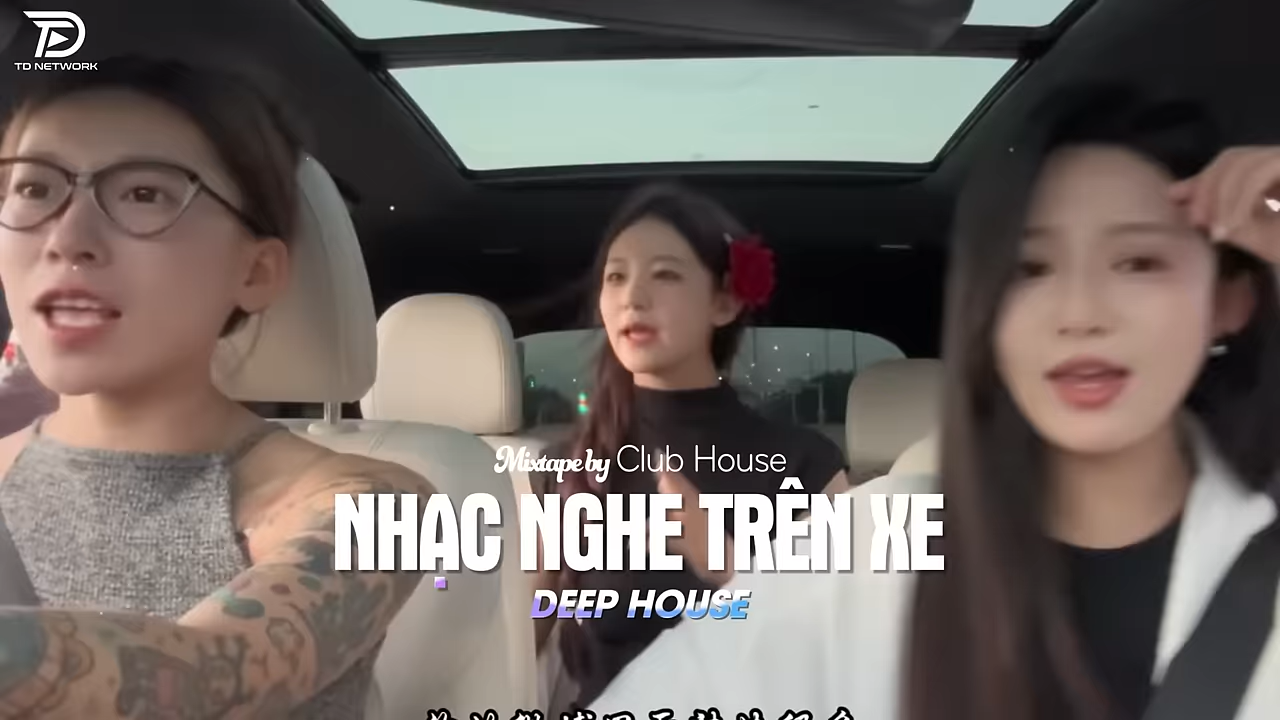 TD NETWORK
Mixtape by Club House
NHẠC NGHE TRÊN XE
DEEP HOUSE